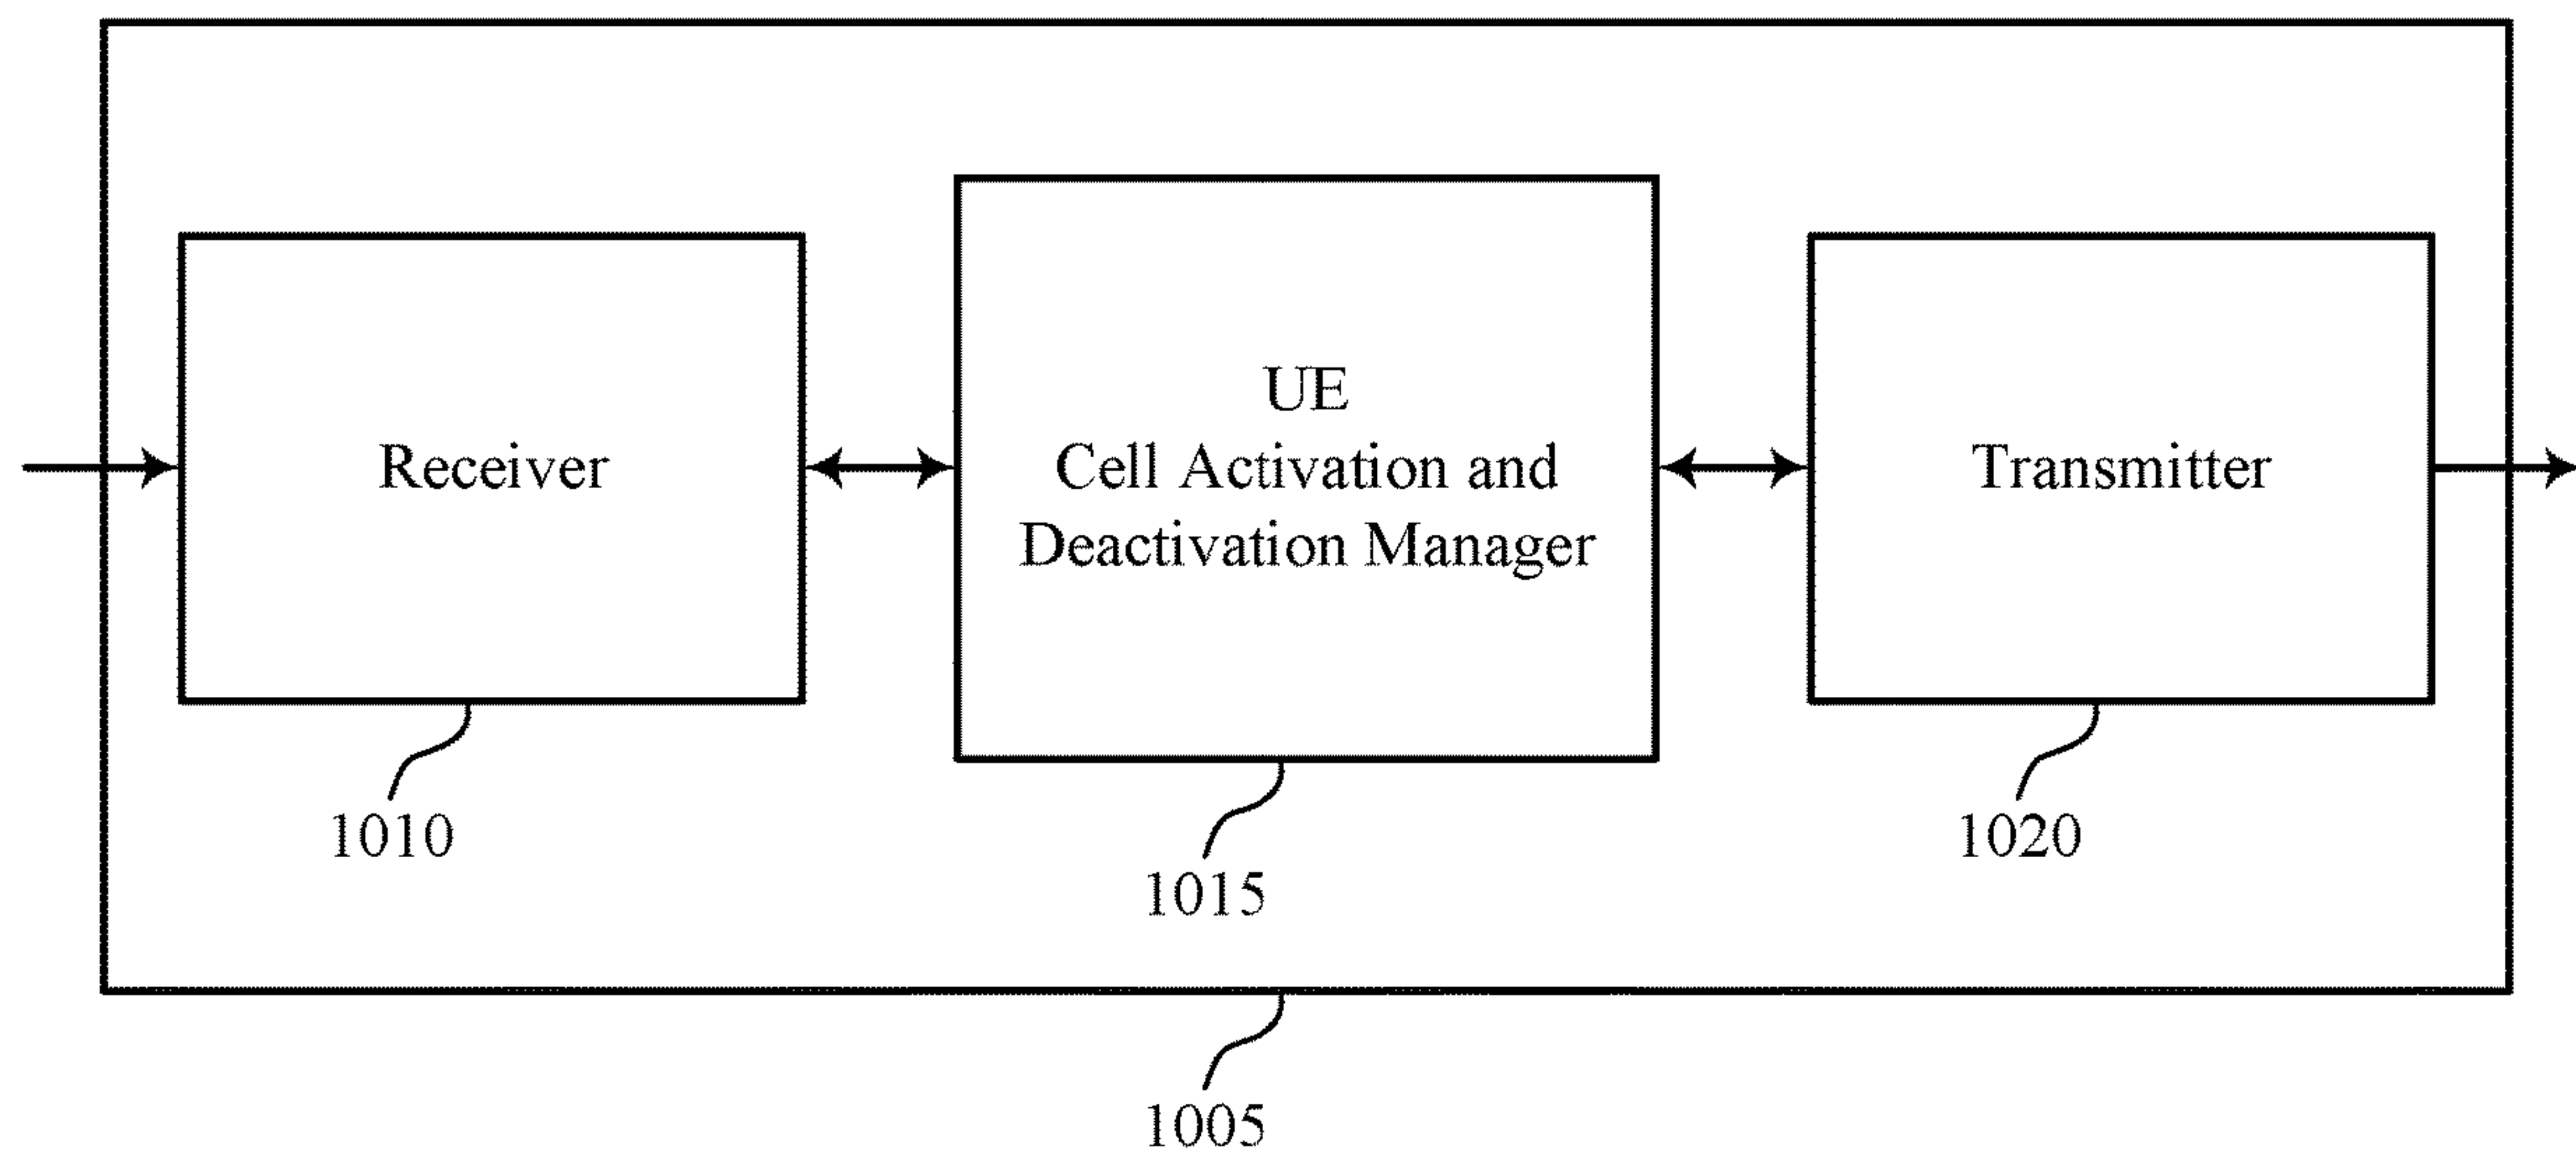 Receiver
UE
Cell Activation and
Deactivation Manager
Transmitter
1010
1015
1020
1005